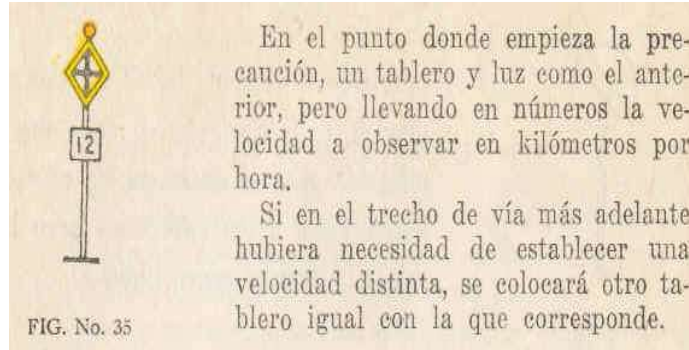 12
FIG. No. 35
En el punto donde empieza la pre-
caución, un tablero y luz como el ante-
rior, pero llevando en números la ve-
locidad a observar en kilómetros por
hora.
Si en el trecho de vía más adelante
hubiera necesidad de establecer una
velocidad distinta, se colocará otro ta-
blero igual con la que corresponde.